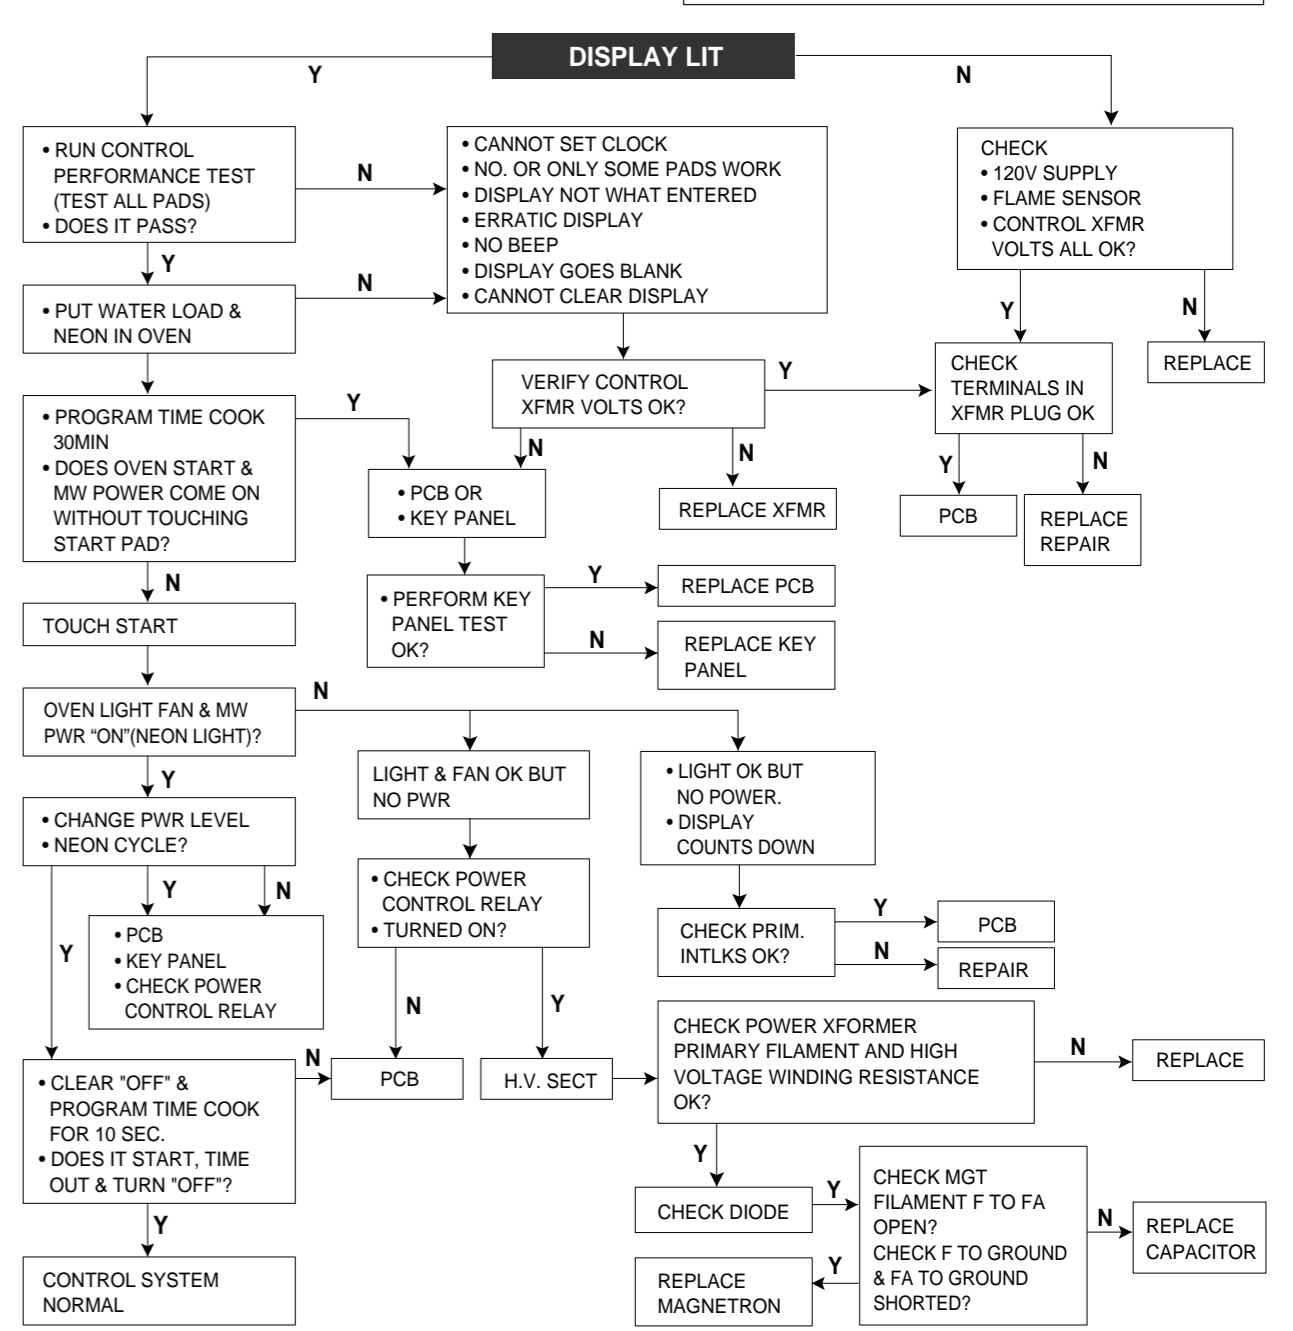 DISPLAY LIT
Y
N
• RUN CONTROL
PERFORMANCE TEST
(TEST ALL PADS)
• DOES IT PASS?
N
• CANNOT SET CLOCK
• NO. OR ONLY SOME PADS WORK
• DISPLAY NOT WHAT ENTERED
• ERRATIC DISPLAY
• NO BEEP
• DISPLAY GOES BLANK
• CANNOT CLEAR DISPLAY
CHECK
• 120V SUPPLY
• FLAME SENSOR
• CONTROL XFMR
VOLTS ALL OK?
Y
N
• PUT WATER LOAD &
NEON IN OVEN
Y
N
REPLACE
VERIFY CONTROL
XFMR VOLTS OK?
Y
CHECK
TERMINALS IN
XFMR PLUG OK
• PROGRAM TIME COOK
30MIN
• DOES OVEN START &
MW POWER COME ON
WITHOUT TOUCHING
START PAD?
Y
N
N
Y
N
• PCB OR
• KEY PANEL
REPLACE XFMR
PCB
REPLACE
REPAIR
N
• PERFORM KEY
PANEL TEST
OK?
Y
REPLACE PCB
N
REPLACE KEY
PANEL
TOUCH START
OVEN LIGHT FAN & MW
PWR “ON”(NEON LIGHT)?
N
Y
LIGHT & FAN OK BUT
NO PWR
• LIGHT OK BUT
NO POWER.
• DISPLAY
COUNTS DOWN
• CHANGE PWR LEVEL
• NEON CYCLE?
Y
N
• CHECK POWER
CONTROL RELAY
• TURNED ON?
CHECK PRIM.
INTLKS OK?
Y
PCB
N
REPAIR
Y
• PCB
• KEY PANEL
• CHECK POWER
CONTROL RELAY
N
Y
CHECK POWER XFORMER
PRIMARY FILAMENT AND HIGH
VOLTAGE WINDING RESISTANCE
OK?
N
REPLACE
• CLEAR "OFF" &
PROGRAM TIME COOK
FOR 10 SEC.
• DOES IT START, TIME
OUT & TURN "OFF"?
N
PCB
H.V. SECT
Y
CHECK DIODE
Y
CHECK MGT
FILAMENT F TO FA
OPEN?
CHECK F TO GROUND
& FA TO GROUND
SHORTED?
N
REPLACE
CAPACITOR
Y
REPLACE
MAGNETRON
Y
CONTROL SYSTEM
NORMAL